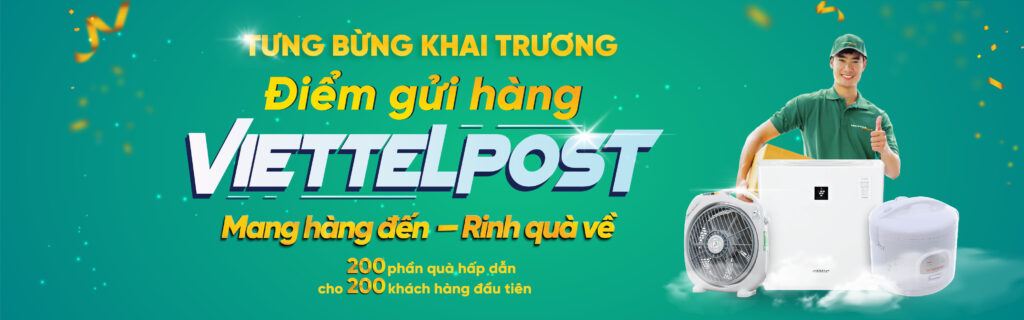 TƯNG BỪNG KHAI TRƯƠNG
Điểm gửi hàng
VIETTELPOST
Mang hàng đến – Rinh quà về
200 phần quà hấp dẫn
cho 200 khách hàng đầu tiên